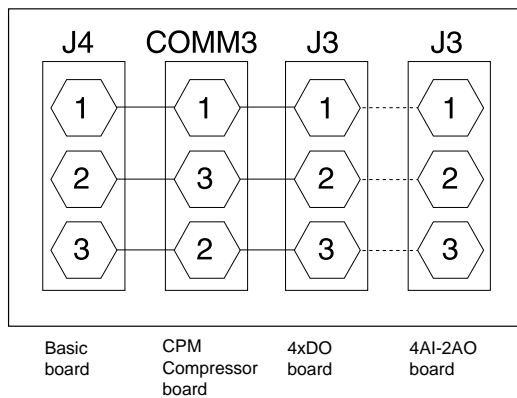 J4 COMM3 J3 J3
1 1 1 1
2 3 2 2
3 2 3 3
Basic board
CPM Compressor board
4xDO board
4AI-2AO board